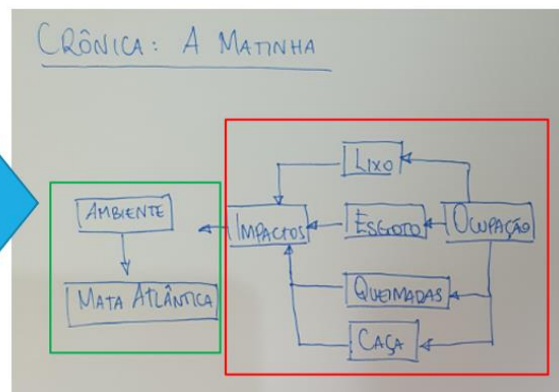 CRÔNICA: A MATINHA
LIXO
AMBIENTE
IMPACTOS
ESGOTO
OCUPAÇÃO
MATA ATLÂNTICA
QUEIMADAS
CAÇA